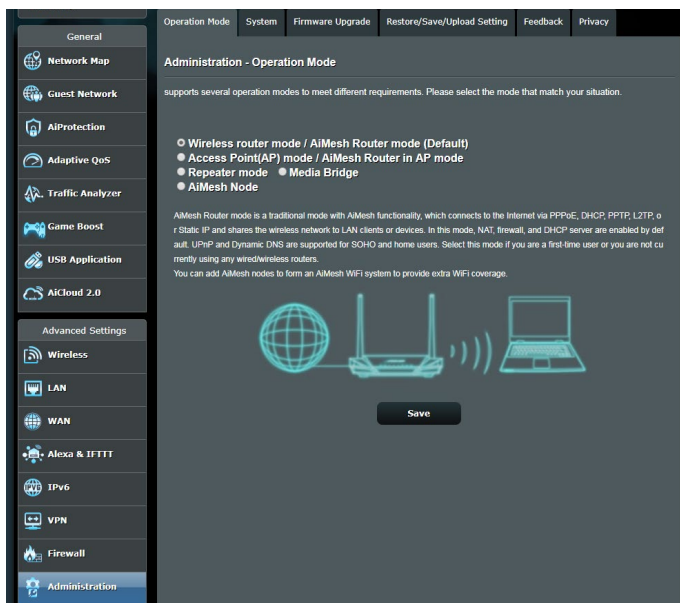 Operation Mode System Firmware Upgrade Restore/Save/Upload Setting Feedback Privacy
General
Network Map
Guest Network
AiProtection
Adaptive QoS
Traffic Analyzer
Game Boost
USB Application
AiCloud 2.0
Advanced Settings
Wireless
LAN
WAN
Alexa & IFTTT
IPv6
VPN
Firewall
Administration
Administration - Operation Mode
supports several operation modes to meet different requirements. Please select the mode that match your situation.
Wireless router mode / AiMesh Router mode (Default)
Access Point(AP) mode / AiMesh Router in AP mode
Repeater mode Media Bridge
AiMesh Node
AiMesh Router mode is a traditional mode with AiMesh functionality, which connects to the Internet via PPPoE, DHCP, PPTP, L2TP, o
r Static IP and shares the wireless network to LAN clients or devices. In this mode, NAT, firewall, and DHCP server are enabled by def
ault. UPnP and Dynamic DNS are supported for SOHO and home users. Select this mode if you are a first-time user or you are not cu
rrently using any wired/wireless routers.
You can add AiMesh nodes to form an AiMesh WiFi system to provide extra WiFi coverage.
Save